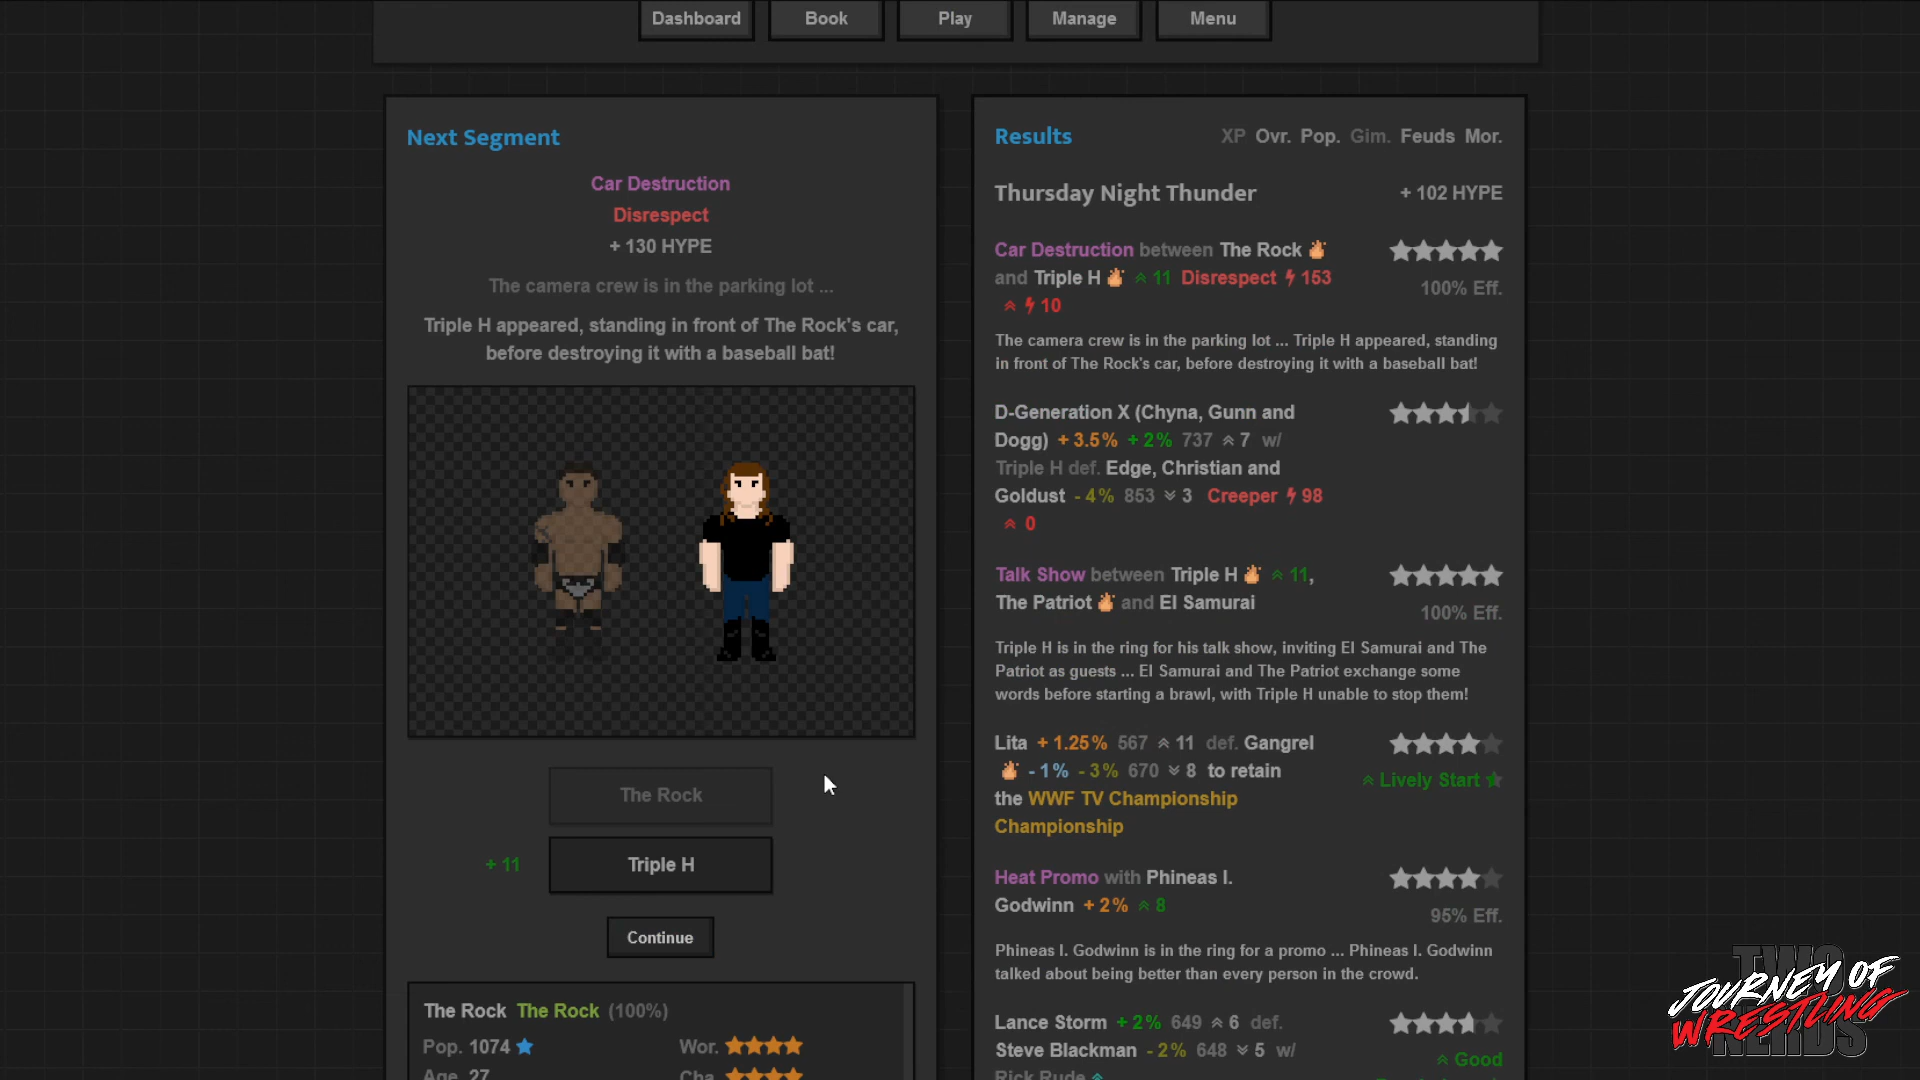 Dashboard
Book
Play
Manage
Menu
Next Segment
Car Destruction
Disrespect
+ 130 HYPE
The camera crew is in the parking lot ...
Triple H appeared, standing in front of The Rock's car,
before destroying it with a baseball bat!
The Rock
+ 11 Triple H
Continue
The Rock The Rock (100%)
Pop. 1074 Wor.
Age 27 Cha
Results XP Ovr. Pop. Gim. Feuds Mor.
Thursday Night Thunder + 102 HYPE
Car Destruction between The Rock
and Triple H 11 Disrespect 153
10
100% Eff.
The camera crew is in the parking lot ... Triple H appeared, standing
in front of The Rock's car, before destroying it with a baseball bat!
D-Generation X (Chyna, Gunn and
Dogg) + 3.5% + 2% 737 7 w/
Triple H def. Edge, Christian and
Goldust - 4% 853 3 Creeper 98
0
Talk Show between Triple H 11,
The Patriot and El Samurai
100% Eff.
Triple H is in the ring for his talk show, inviting El Samurai and The
Patriot as guests ... El Samurai and The Patriot exchange some
words before starting a brawl, with Triple H unable to stop them!
Lita + 1.25% 567 11 def. Gangrel
- 1% - 3% 670 8 to retain
the WWF TV Championship
Championship
Lively Start
Heat Promo with Phineas I.
Godwinn + 2% 8
95% Eff.
Phineas I. Godwinn is in the ring for a promo ... Phineas I. Godwinn
talked about being better than every person in the crowd.
Lance Storm + 2% 649 6 def.
Steve Blackman - 2% 648 5 w/
Rick Rude
Good
TWO
JOURNEY OF
WRESTLING
NERDS